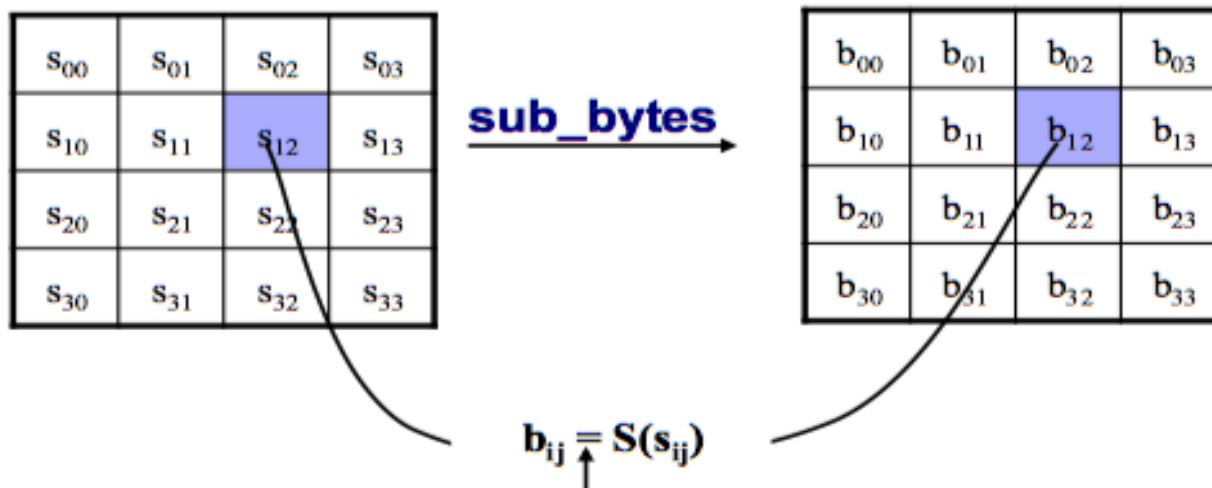 s₀₀ s₀₁ s₀₂ s₀₃ b₀₀ b₀₁ b₀₂ b₀₃
sub_bytes
s₁₀ s₁₁ s₁₂ s₁₃ b₁₀ b₁₁ b₁₂ b₁₃
s₂₀ s₂₁ s₂₂ s₂₃ b₂₀ b₂₁ b₂₂ b₂₃
s₃₀ s₃₁ s₃₂ s₃₃ b₃₀ b₃₁ b₃₂ b₃₃
bᵢⱼ = S(sᵢⱼ)